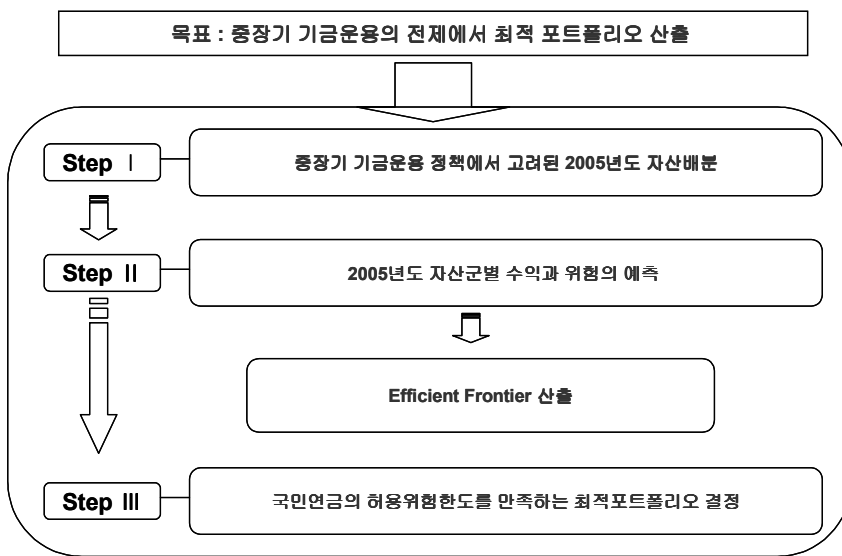 목표 : 중장기 기금운용의 전제에서 최적 포트폴리오 산출
Step Ⅰ
중장기 기금운용 정책에서 고려된 2005년도 자산배분
Step Ⅱ
2005년도 자산군별 수익과 위험의 예측
Efficient Frontier 산출
Step Ⅲ
국민연금의 허용위험한도를 만족하는 최적포트폴리오 결정